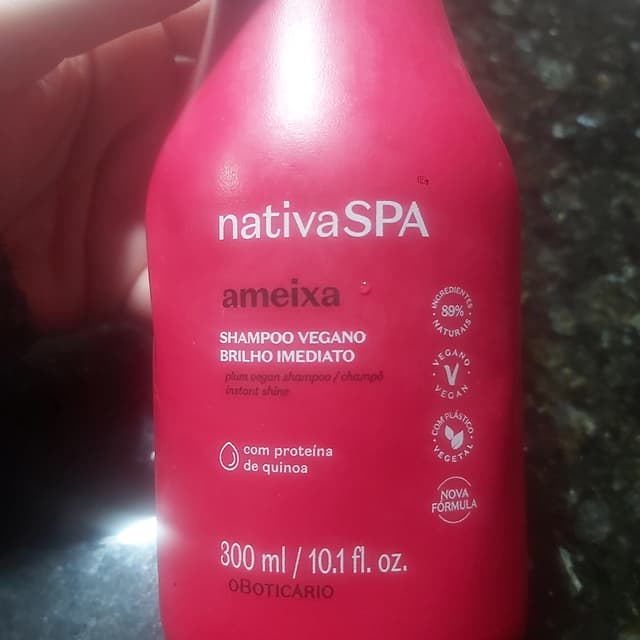 nativaSPA
ameixa
SHAMPOO VEGANO
BRILHO IMEDIATO
plum vegan shampoo / champô
instant shine
com proteína
de quinoa
300 ml / 10.1 fl. oz.
oBOTICÁRIO
INGREDIENTES
89%
NATURAIS
VEGANO
V
VEGAN
COM PLÁSTICO
VEGETAL
NOVA
FÓRMULA